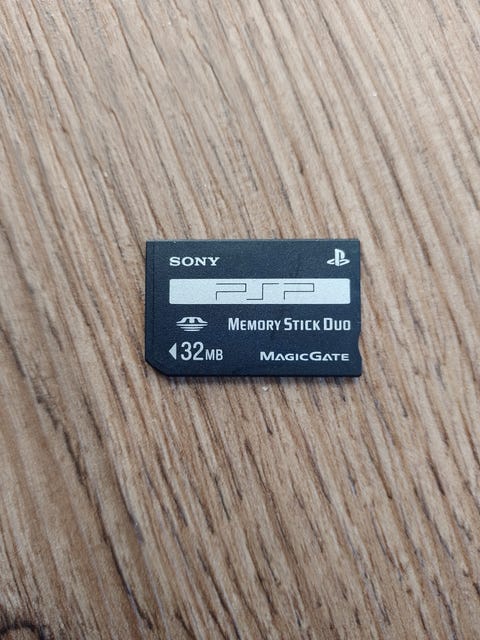 SONY
PSP
MEMORY STICK DUO
32MB
MAGICGATE